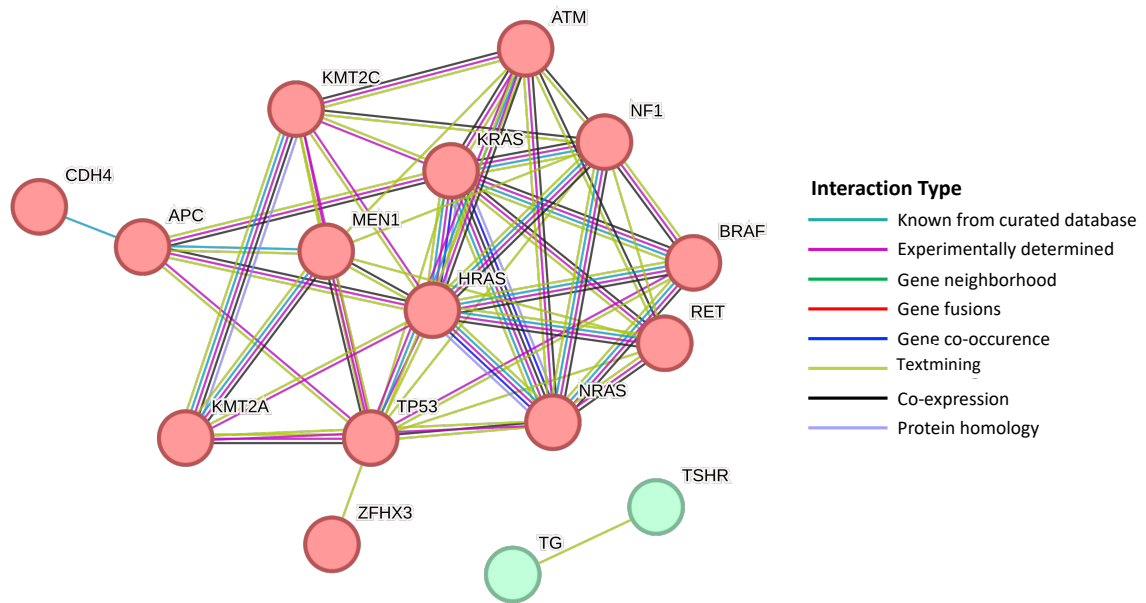 ATM
KMT2C
NF1
KRAS
CDH4
APC
MEN1
BRAF
HRAS
RET
KMT2A
TP53
NRAS
ZFHX3
TSHR
TG
Interaction Type
Known from curated database
Experimentally determined
Gene neighborhood
Gene fusions
Gene co-occurence
Textmining
Co-expression
Protein homology